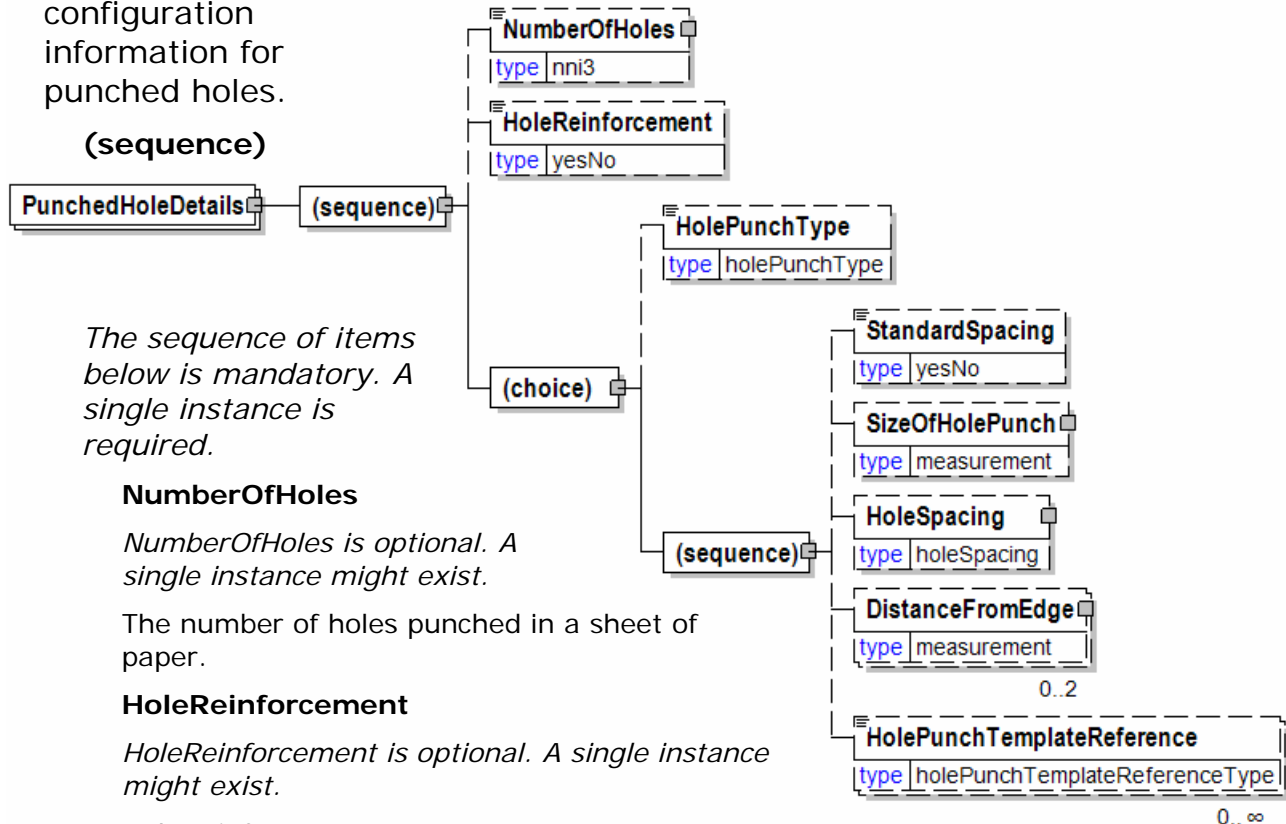 configuration
information for
punched holes.
(sequence)
PunchedHoleDetails
(sequence)
NumberOfHoles
type nni3
HoleReinforcement
type yesNo
(choice)
HolePunchType
type holePunchType
(sequence)
StandardSpacing
type yesNo
SizeOfHolePunch
type measurement
HoleSpacing
type holeSpacing
DistanceFromEdge
type measurement
0..2
HolePunchTemplateReference
type holePunchTemplateReferenceType
0..∞
The sequence of items
below is mandatory. A
single instance is
required.
NumberOfHoles
NumberOfHoles is optional. A
single instance might exist.
The number of holes punched in a sheet of
paper.
HoleReinforcement
HoleReinforcement is optional. A single instance
might exist.